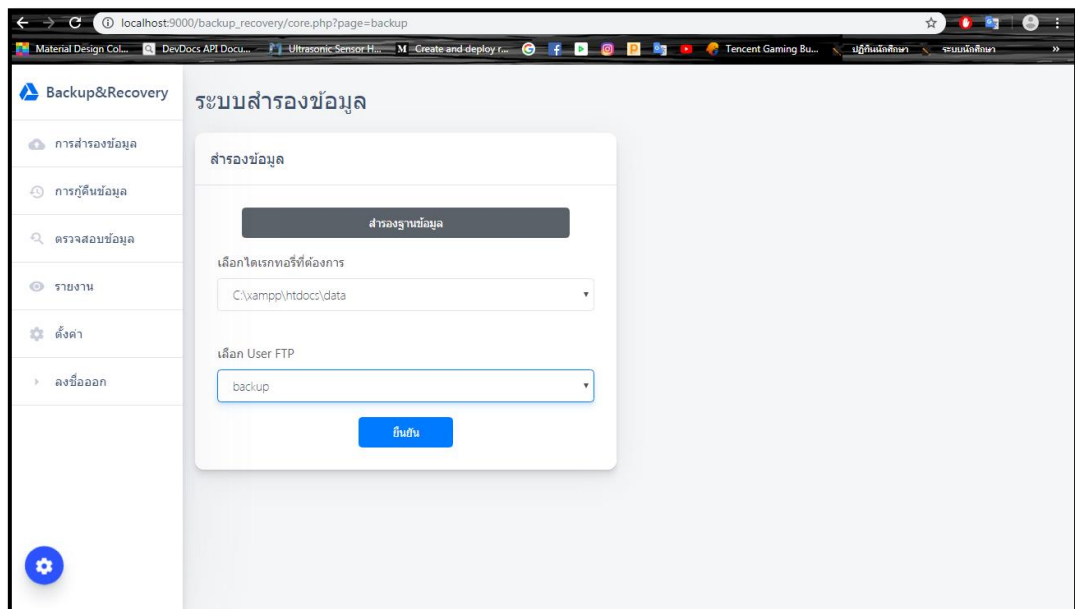 localhost:9000/backup_recovery/core.php?page=backup
Material Design Col... DevDocs API Docu... Ultrasonic Sensor H... M Create and deploy r... Tencent Gaming Bu... ปฏิทินนักศึกษา ระบบนักศึกษา »
Backup&Recovery
การสำรองข้อมูล
การกู้คืนข้อมูล
ตรวจสอบข้อมูล
รายงาน
ตั้งค่า
ลงชื่อออก
ระบบสำรองข้อมูล
สำรองข้อมูล
สำรองฐานข้อมูล
เลือกไดเรกทอรี่ที่ต้องการ
C:\xampp\htdocs\data
เลือก User FTP
backup
ยืนยัน